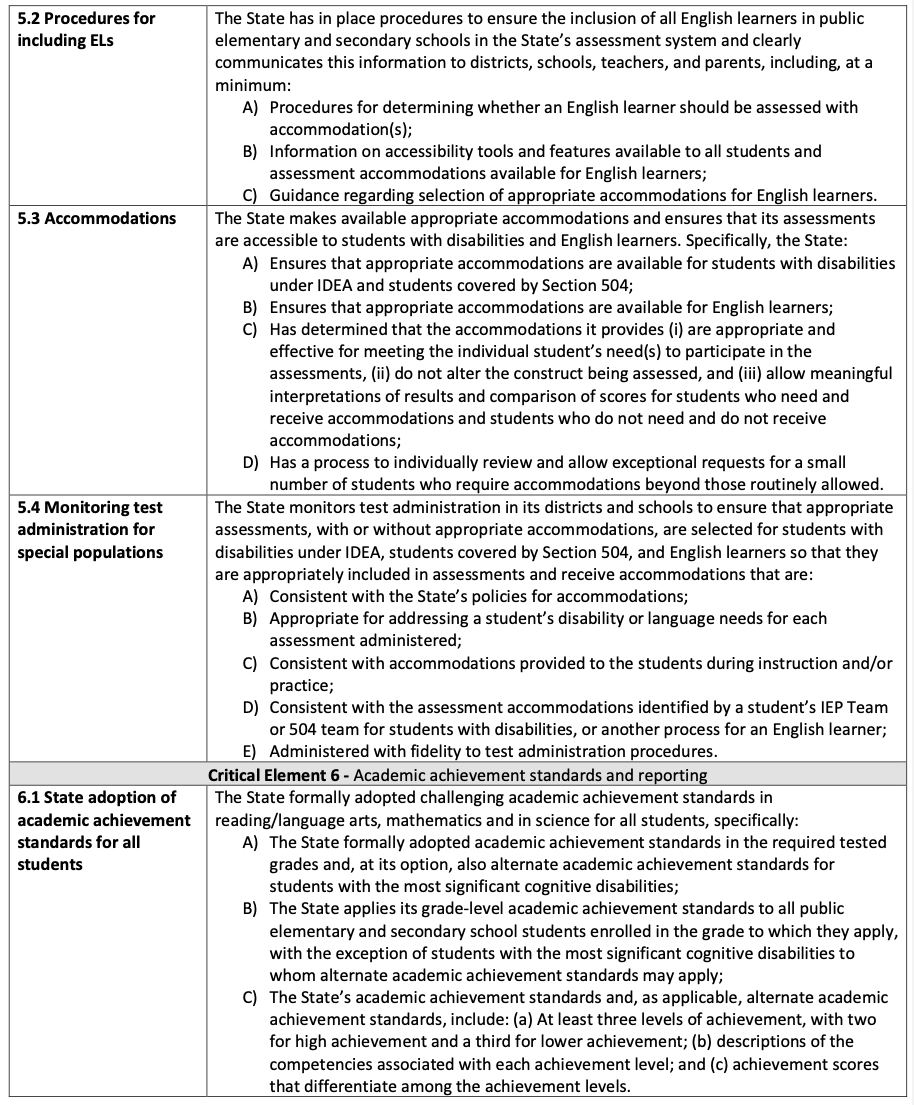 5.2 Procedures for
including ELs
The State has in place procedures to ensure the inclusion of all English learners in public
elementary and secondary schools in the State’s assessment system and clearly
communicates this information to districts, schools, teachers, and parents, including, at a
minimum:
A) Procedures for determining whether an English learner should be assessed with
accommodation(s);
B) Information on accessibility tools and features available to all students and
assessment accommodations available for English learners;
C) Guidance regarding selection of appropriate accommodations for English learners.
5.3 Accommodations
The State makes available appropriate accommodations and ensures that its assessments
are accessible to students with disabilities and English learners. Specifically, the State:
A) Ensures that appropriate accommodations are available for students with disabilities
under IDEA and students covered by Section 504;
B) Ensures that appropriate accommodations are available for English learners;
C) Has determined that the accommodations it provides (i) are appropriate and
effective for meeting the individual student’s need(s) to participate in the
assessments, (ii) do not alter the construct being assessed, and (iii) allow meaningful
interpretations of results and comparison of scores for students who need and
receive accommodations and students who do not need and do not receive
accommodations;
D) Has a process to individually review and allow exceptional requests for a small
number of students who require accommodations beyond those routinely allowed.
5.4 Monitoring test
administration for
special populations
The State monitors test administration in its districts and schools to ensure that appropriate
assessments, with or without appropriate accommodations, are selected for students with
disabilities under IDEA, students covered by Section 504, and English learners so that they
are appropriately included in assessments and receive accommodations that are:
A) Consistent with the State’s policies for accommodations;
B) Appropriate for addressing a student’s disability or language needs for each
assessment administered;
C) Consistent with accommodations provided to the students during instruction and/or
practice;
D) Consistent with the assessment accommodations identified by a student’s IEP Team
or 504 team for students with disabilities, or another process for an English learner;
E) Administered with fidelity to test administration procedures.
Critical Element 6 - Academic achievement standards and reporting
6.1 State adoption of
academic achievement
standards for all
students
The State formally adopted challenging academic achievement standards in
reading/language arts, mathematics and in science for all students, specifically:
A) The State formally adopted academic achievement standards in the required tested
grades and, at its option, also alternate academic achievement standards for
students with the most significant cognitive disabilities;
B) The State applies its grade-level academic achievement standards to all public
elementary and secondary school students enrolled in the grade to which they apply,
with the exception of students with the most significant cognitive disabilities to
whom alternate academic achievement standards may apply;
C) The State’s academic achievement standards and, as applicable, alternate academic
achievement standards, include: (a) At least three levels of achievement, with two
for high achievement and a third for lower achievement; (b) descriptions of the
competencies associated with each achievement level; and (c) achievement scores
that differentiate among the achievement levels.